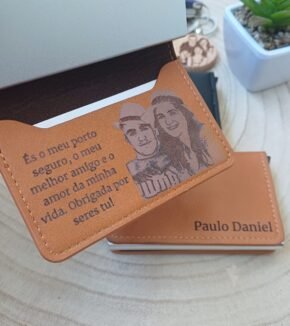 És o meu porto
seguro, o meu
melhor amigo e o
amor da minha
vida. Obrigada por
seres tu!
Paulo Daniel